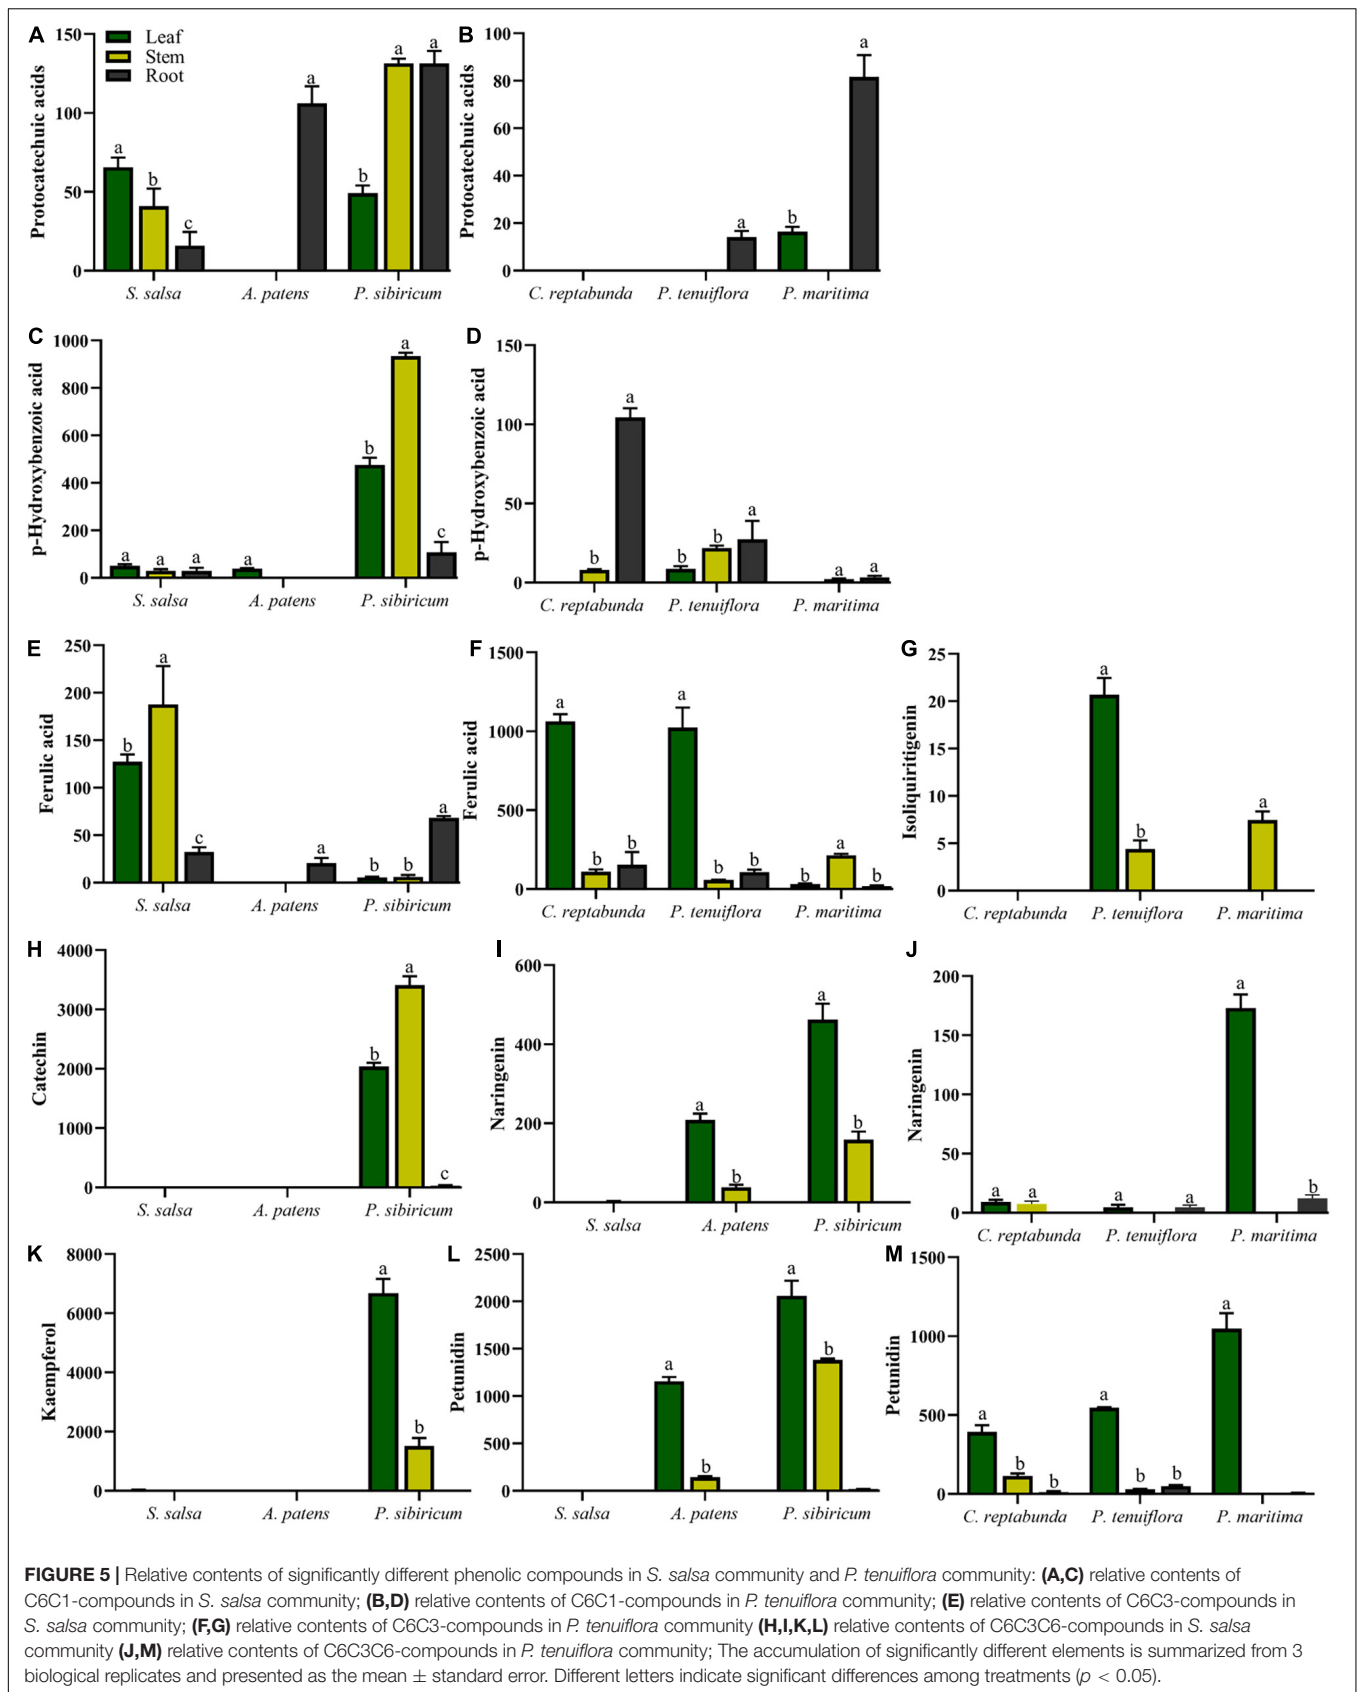 A
Protocatechuic acids
150
100
50
0
Leaf
Stem
Root
a
b
c
a
b
a
a
S. salsa
A. patens
P. sibiricum
B
Protocatechuic acids
100
80
60
40
20
0
a
b
a
C. reptabunda
P. tenuiflora
P. maritima
C
p-Hydroxybenzoic acid
1000
800
600
400
200
0
a
a
a
a
b
a
c
S. salsa
A. patens
P. sibiricum
D
p-Hydroxybenzoic acid
150
100
50
0
b
a
b
b
a
a
a
C. reptabunda
P. tenuiflora
P. maritima
E
Ferulic acid
250
200
150
100
50
0
b
a
c
a
b
b
a
S. salsa
A. patens
P. sibiricum
F
Ferulic acid
1500
1000
500
0
a
b
b
a
b
b
b
a
b
C. reptabunda
P. tenuiflora
P. maritima
G
Isoliquiritigenin
25
20
15
10
5
0
a
b
a
C. reptabunda
P. tenuiflora
P. maritima
H
Catechin
4000
3000
2000
1000
0
b
a
c
S. salsa
A. patens
P. sibiricum
I
Naringenin
600
400
200
0
a
b
a
b
S. salsa
A. patens
P. sibiricum
J
Naringenin
200
150
100
50
0
a
a
a
a
a
b
C. reptabunda
P. tenuiflora
P. maritima
K
Kaempferol
8000
6000
4000
2000
0
a
b
S. salsa
A. patens
P. sibiricum
L
Petunidin
2500
2000
1500
1000
500
0
a
b
a
b
S. salsa
A. patens
P. sibiricum
M
Petunidin
1500
1000
500
0
a
b
b
a
b
b
a
C. reptabunda
P. tenuiflora
P. maritima
FIGURE 5 | Relative contents of significantly different phenolic compounds in S. salsa community and P. tenuiflora community: (A,C) relative contents of
C6C1-compounds in S. salsa community; (B,D) relative contents of C6C1-compounds in P. tenuiflora community; (E) relative contents of C6C3-compounds in
S. salsa community; (F,G) relative contents of C6C3-compounds in P. tenuiflora community (H,I,K,L) relative contents of C6C3C6-compounds in S. salsa
community (J,M) relative contents of C6C3C6-compounds in P. tenuiflora community; The accumulation of significantly different elements is summarized from 3
biological replicates and presented as the mean ± standard error. Different letters indicate significant differences among treatments (p < 0.05).